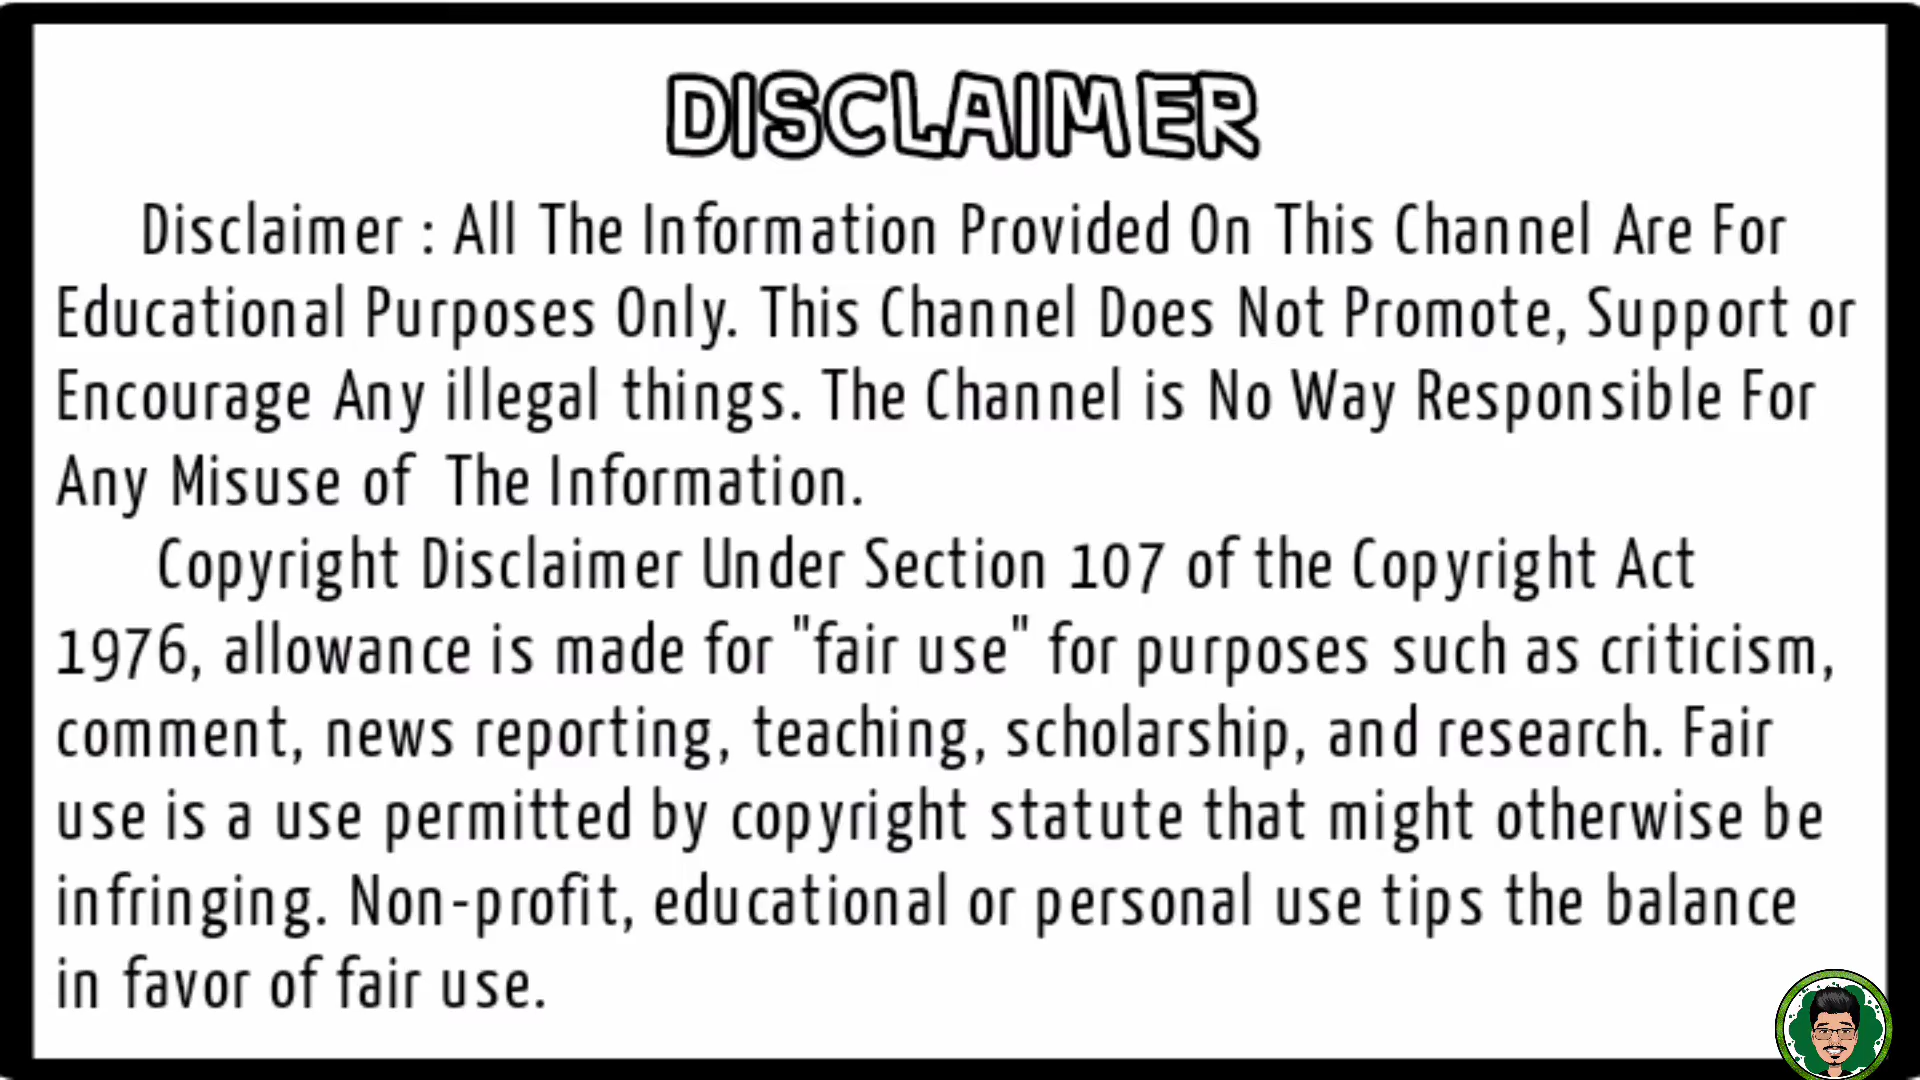 DISCLAIMER
Disclaimer : All The Information Provided On This Channel Are For
Educational Purposes Only. This Channel Does Not Promote, Support or
Encourage Any illegal things. The Channel is No Way Responsible For
Any Misuse of The Information.
Copyright Disclaimer Under Section 107 of the Copyright Act
1976, allowance is made for "fair use" for purposes such as criticism,
comment, news reporting, teaching, scholarship, and research. Fair
use is a use permitted by copyright statute that might otherwise be
infringing. Non-profit, educational or personal use tips the balance
in favor of fair use.